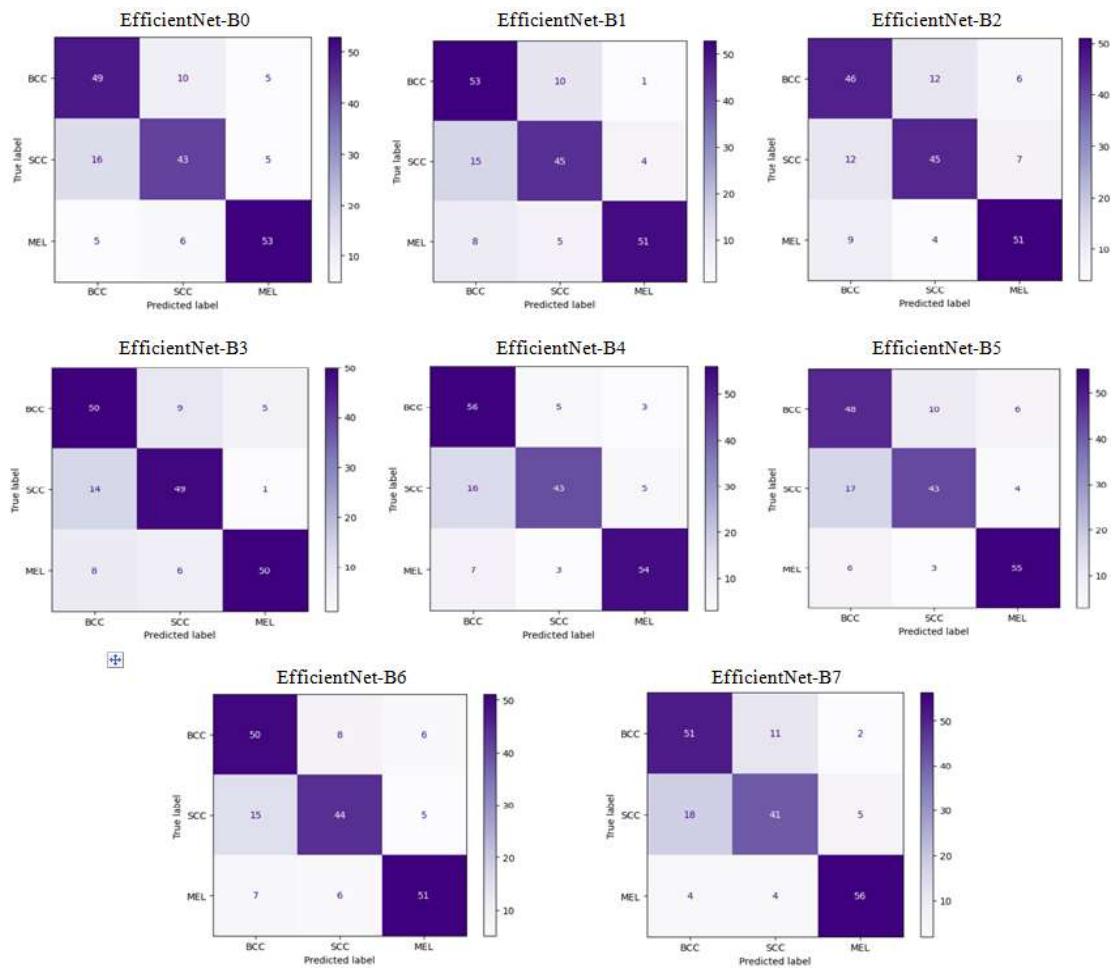 EfficientNet-B0 EfficientNet-B1 EfficientNet-B2
50
40
30
20
10
True label
BCC 49 10 5
SCC 16 43 5
MEL 5 6 53
BCC SCC MEL
Predicted label
50
40
30
20
10
True label
BCC 53 10 1
SCC 15 45 4
MEL 8 5 51
BCC SCC MEL
Predicted label
50
40
30
20
10
True label
BCC 46 12 6
SCC 12 45 7
MEL 9 4 51
BCC SCC MEL
Predicted label
EfficientNet-B3 EfficientNet-B4 EfficientNet-B5
50
40
30
20
10
True label
BCC 50 9 5
SCC 14 49 1
MEL 8 6 50
BCC SCC MEL
Predicted label
50
40
30
20
10
True label
BCC 56 5 3
SCC 16 43 5
MEL 7 3 54
BCC SCC MEL
Predicted label
50
40
30
20
10
True label
BCC 48 10 6
SCC 17 43 4
MEL 6 3 55
BCC SCC MEL
Predicted label
EfficientNet-B6 EfficientNet-B7
50
40
30
20
10
True label
BCC 50 8 6
SCC 15 44 5
MEL 7 6 51
BCC SCC MEL
Predicted label
50
40
30
20
10
True label
BCC 51 11 2
SCC 18 41 5
MEL 4 4 56
BCC SCC MEL
Predicted label